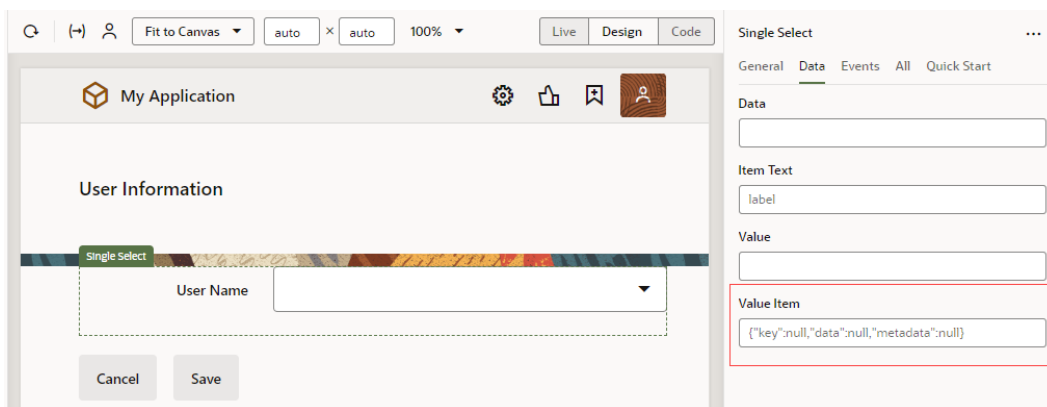 Fit to Canvas auto × auto 100% Live Design Code
My Application
User Information
Single Select
User Name
Cancel Save
Single Select ...
General Data Events All Quick Start
Data
Item Text
label
Value
Value Item
{"key":null,"data":null,"metadata":null}